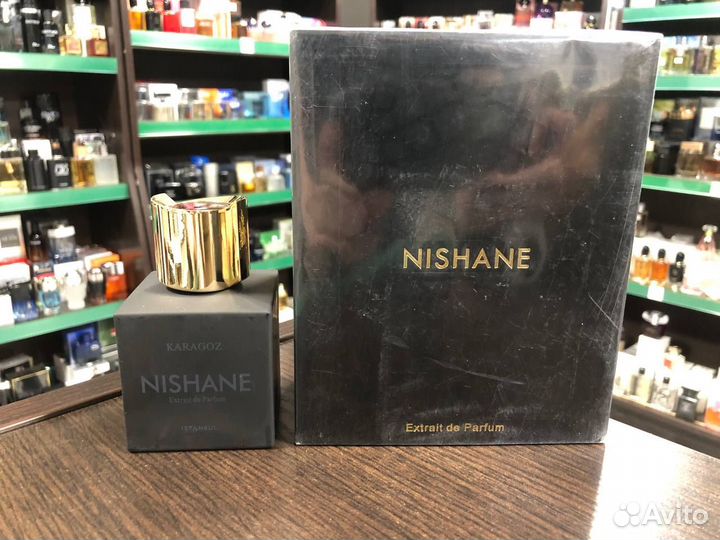 KARAGOZ
NISHANE
Extrait de Parfum
ISTANBUL
NISHANE
Extrait de Parfum
Avito